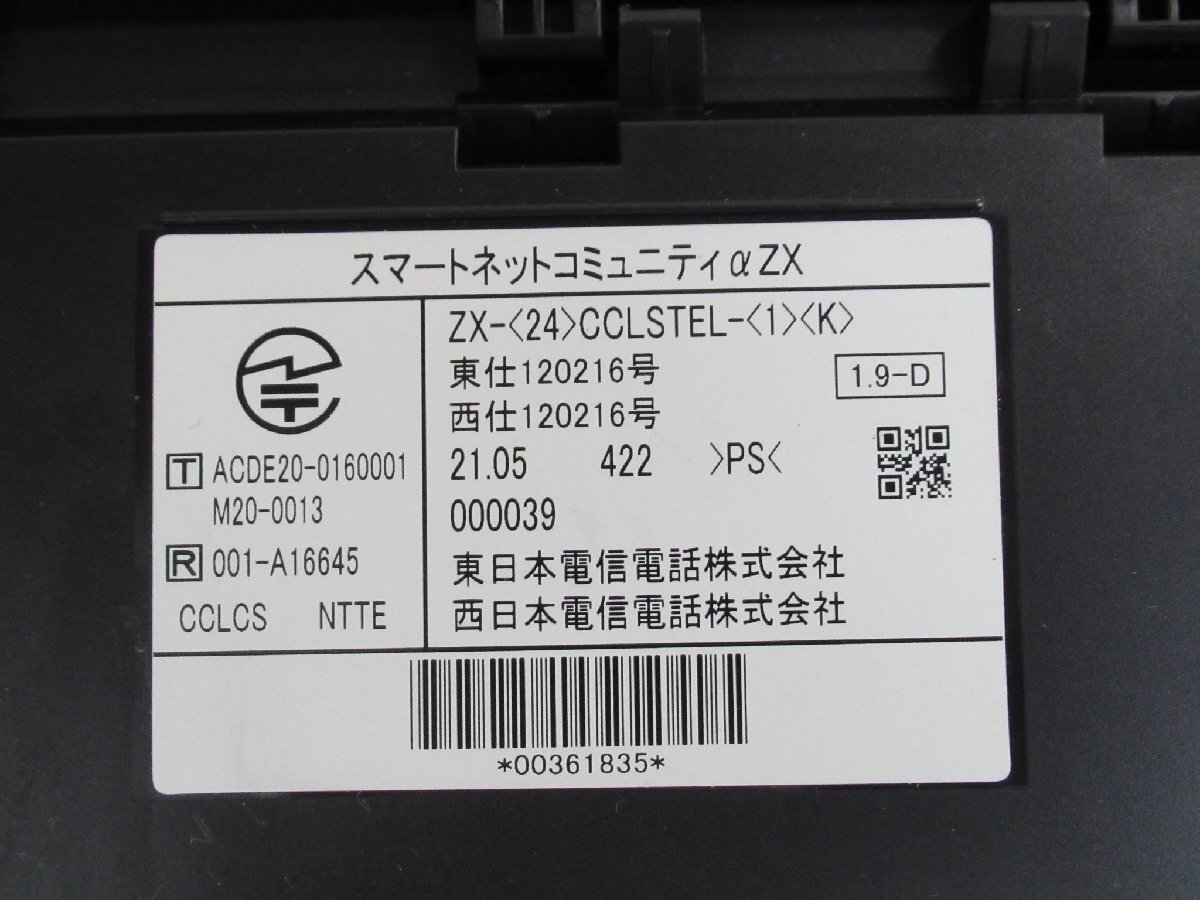 スマートネットコミュニティαZX
T ACDE20-0160001
M20-0013
R 001-A16645
CCLCS NTTE
ZX-<24>CCLSTEL-<1><K>
東仕120216号
西仕120216号
1.9-D
21.05 422 >PS<
000039
東日本電信電話株式会社
西日本電信電話株式会社
*00361835*